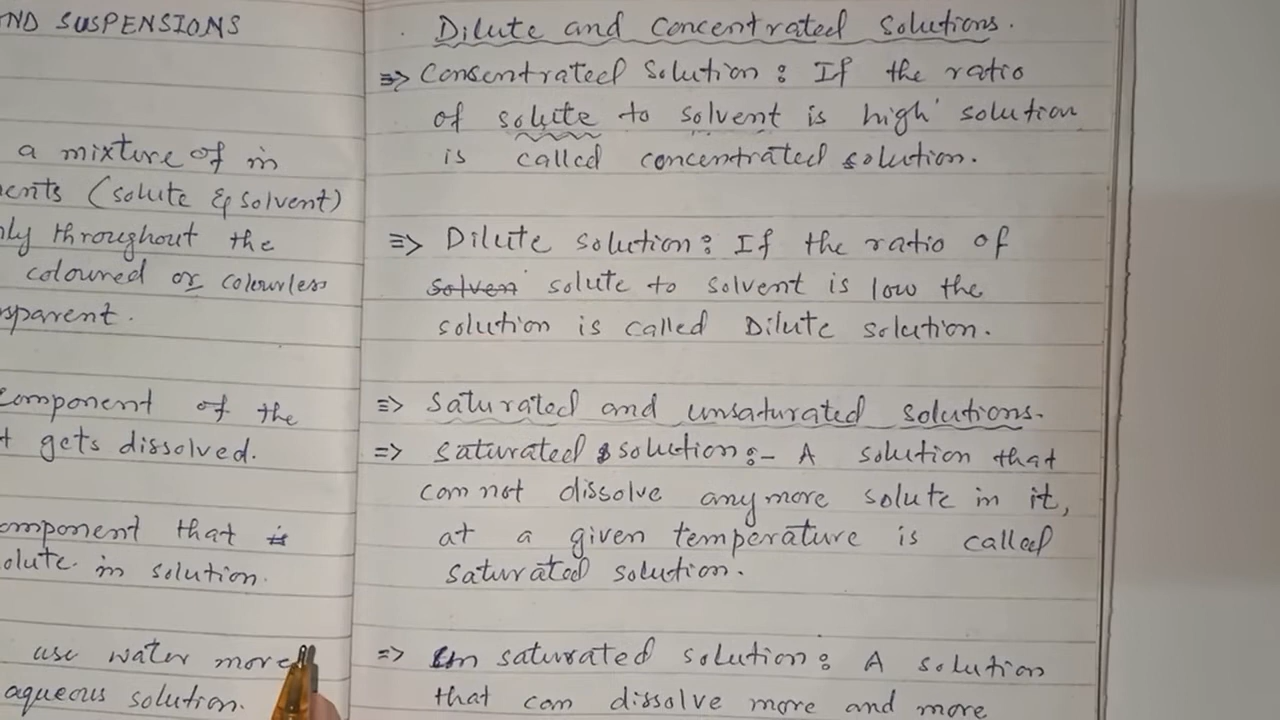 ND SUSPENSIONS
a mixture of in
ents (solute & solvent)
ly throughout the
coloured or colourless
sparent.
component of the
t gets dissolved.
omponent that is
olute in solution.
use water more
aqueous solution.
Dilute and Concentrated Solutions.
=> Consentrated Solution : If the ratio
of solute to solvent is high solution
is called concentrated solution.
=> Dilute solution : If the ratio of
solven solute to solvent is low the
solution is called Dilute solution.
=> Saturated and unsaturated solutions.
=> Saturated solution :- A solution that
can not dissolve any more solute in it,
at a given temperature is called
Saturated solution.
=> Un saturated solution : A solution
that can dissolve more and more